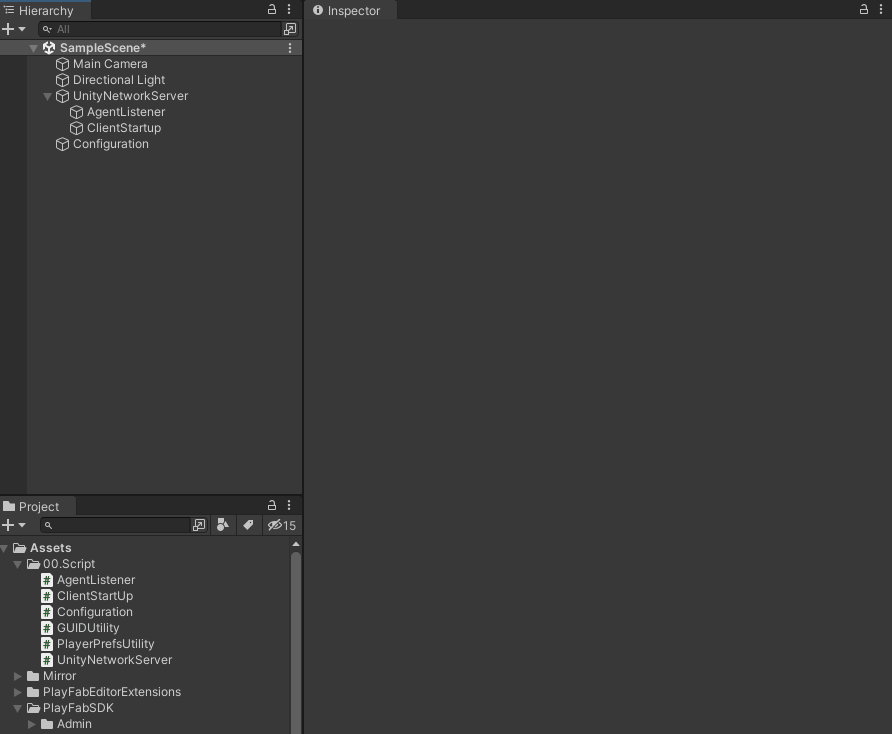 Hierarchy
All
SampleScene*
Main Camera
Directional Light
UnityNetworkServer
AgentListener
ClientStartup
Configuration
Inspector
Project
15
Assets
00.Script
# AgentListener
# ClientStartUp
# Configuration
# GUIDUtility
# PlayerPrefsUtility
# UnityNetworkServer
Mirror
PlayFabEditorExtensions
PlayFabSDK
Admin